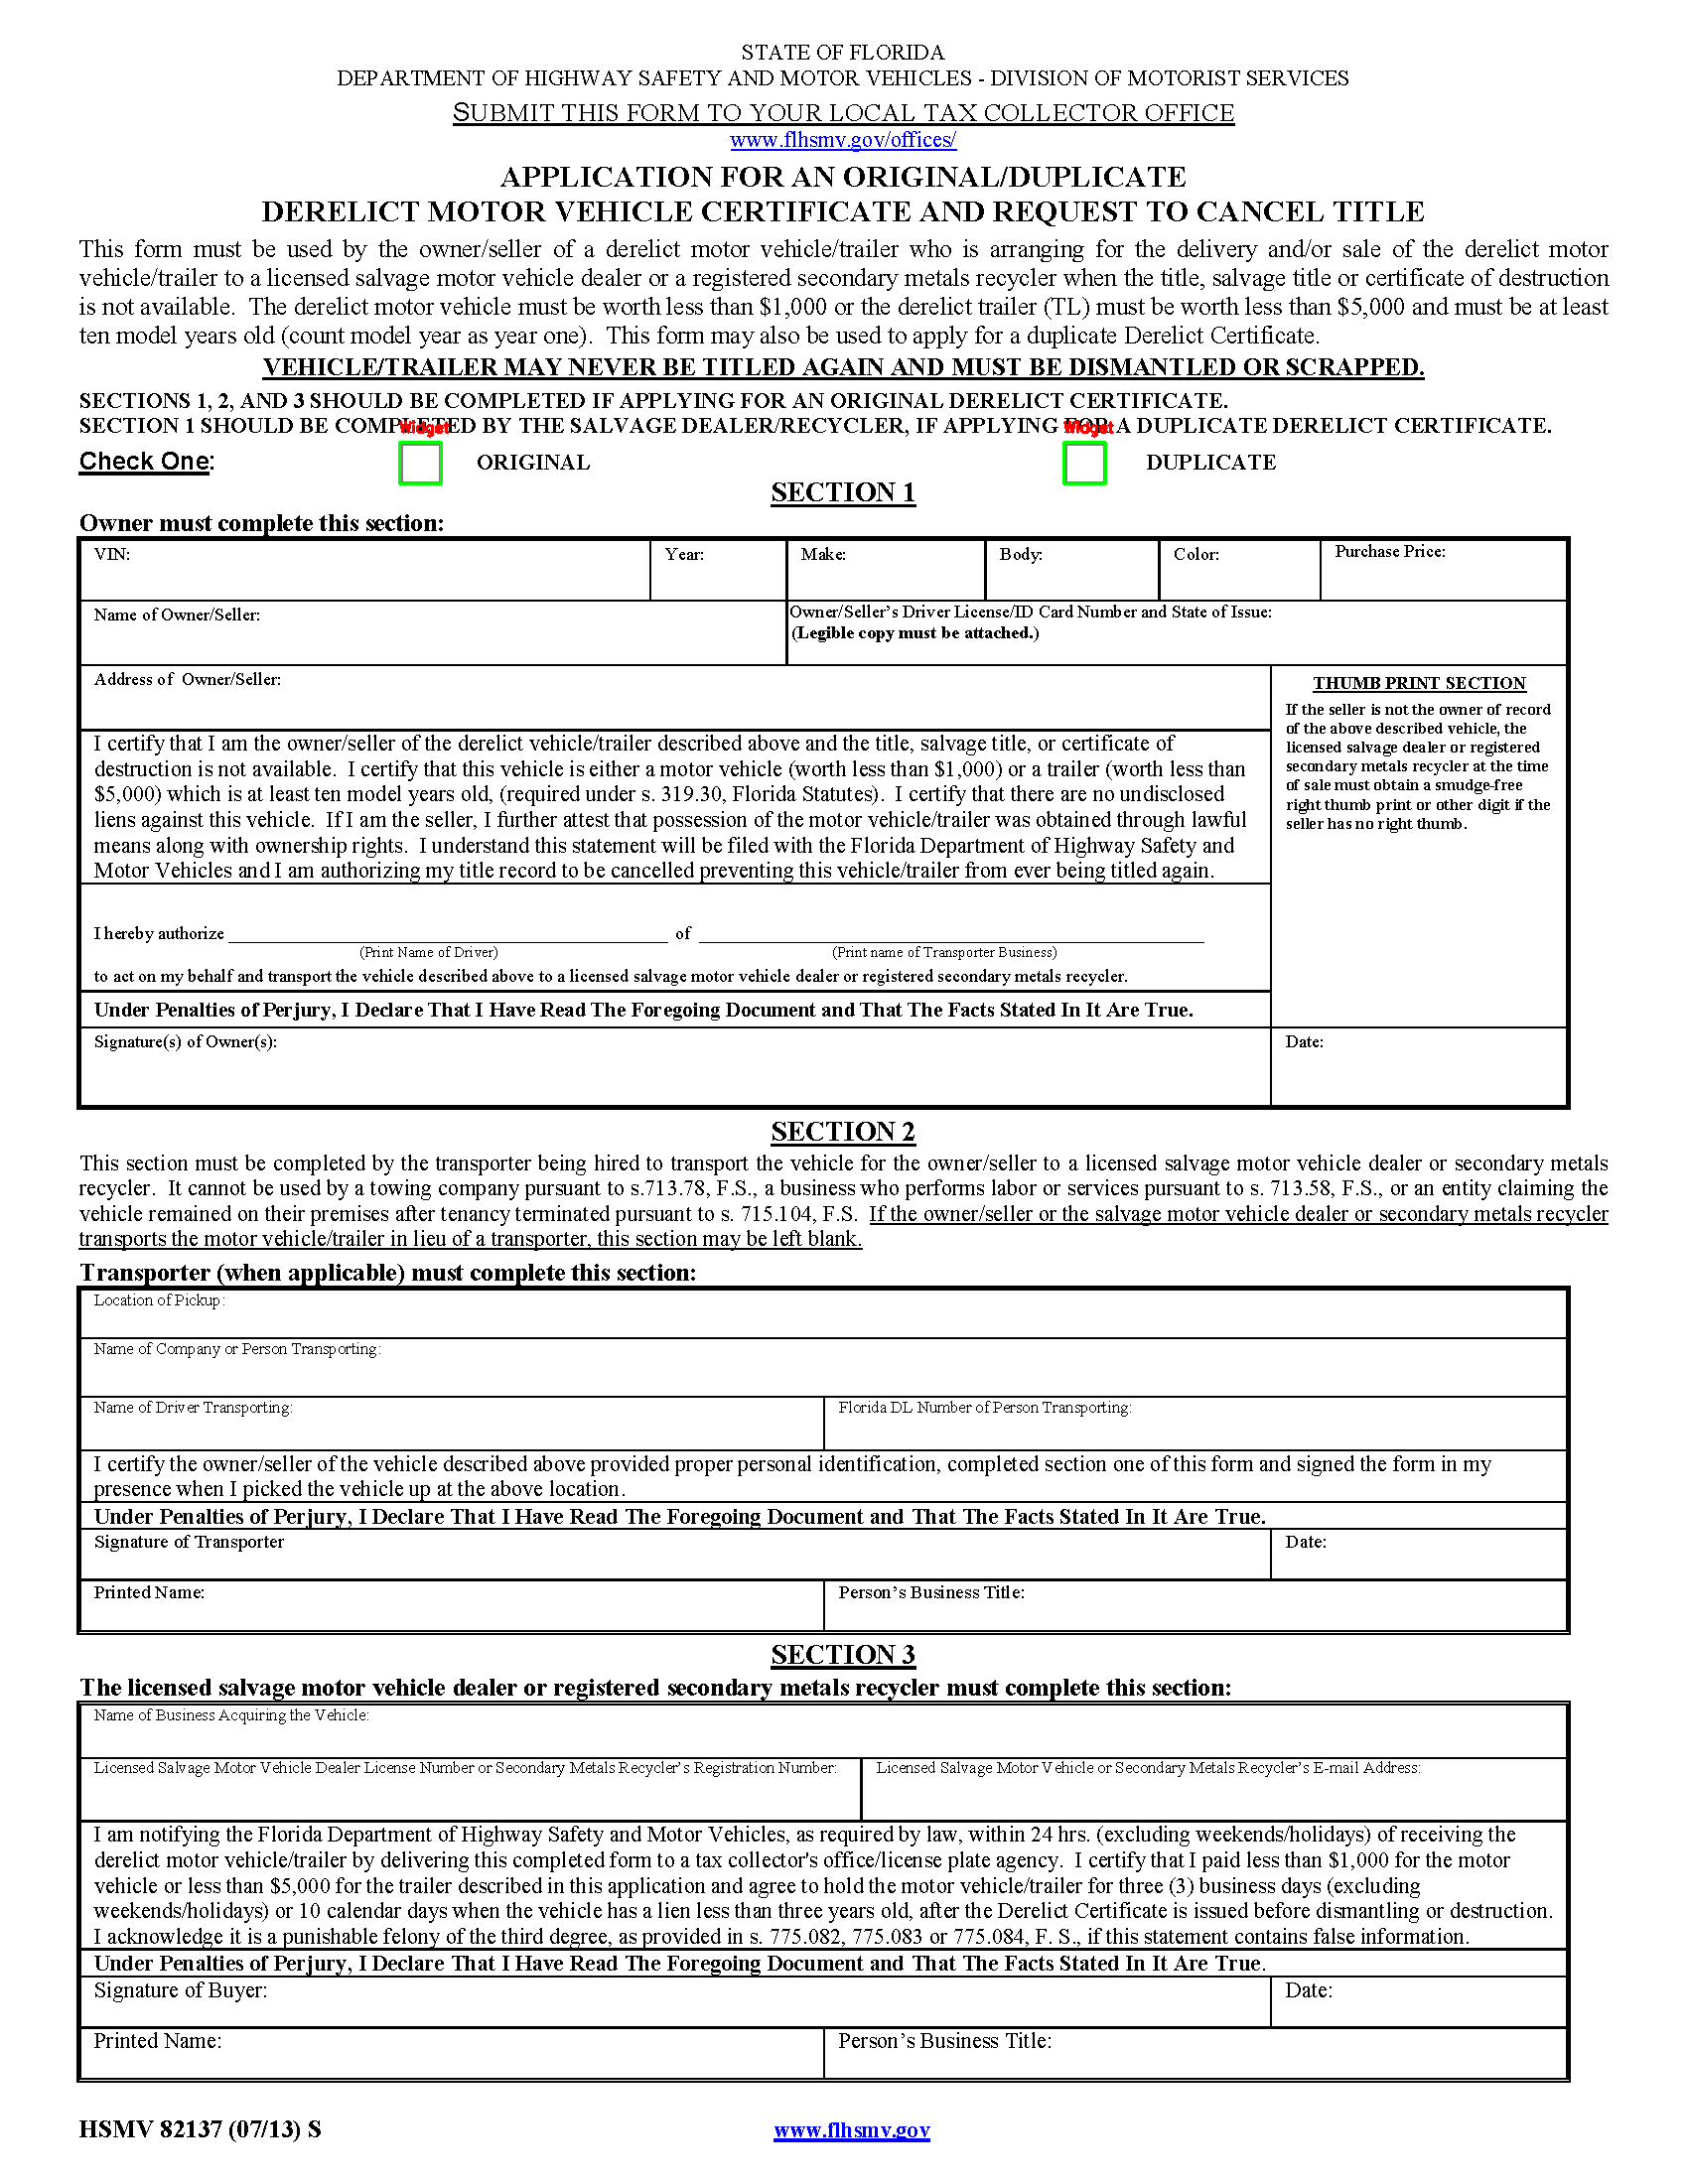 STATE OF FLORIDA
DEPARTMENT OF HIGHWAY SAFETY AND MOTOR VEHICLES - DIVISION OF MOTORIST SERVICES
SUBMIT THIS FORM TO YOUR LOCAL TAX COLLECTOR OFFICE
www.flhsmv.gov/offices/
APPLICATION FOR AN ORIGINAL/DUPLICATE
DERELICT MOTOR VEHICLE CERTIFICATE AND REQUEST TO CANCEL TITLE
This form must be used by the owner/seller of a derelict motor vehicle/trailer who is arranging for the delivery and/or sale of the derelict motor
vehicle/trailer to a licensed salvage motor vehicle dealer or a registered secondary metals recycler when the title, salvage title or certificate of destruction
is not available. The derelict motor vehicle must be worth less than $1,000 or the derelict trailer (TL) must be worth less than $5,000 and must be at least
ten model years old (count model year as year one). This form may also be used to apply for a duplicate Derelict Certificate.
VEHICLE/TRAILER MAY NEVER BE TITLED AGAIN AND MUST BE DISMANTLED OR SCRAPPED.
SECTIONS 1, 2, AND 3 SHOULD BE COMPLETED IF APPLYING FOR AN ORIGINAL DERELICT CERTIFICATE.
SECTION 1 SHOULD BE COMPLETED BY THE SALVAGE DEALER/RECYCLER, IF APPLYING FOR A DUPLICATE DERELICT CERTIFICATE.
Widget Widget
Check One: ORIGINAL DUPLICATE
SECTION 1
Owner must complete this section:
VIN: Year: Make: Body: Color: Purchase Price:
Name of Owner/Seller: Owner/Seller's Driver License/ID Card Number and State of Issue:
(Legible copy must be attached.)
Address of Owner/Seller:
THUMB PRINT SECTION
If the seller is not the owner of record
of the above described vehicle, the
licensed salvage dealer or registered
secondary metals recycler at the time
of sale must obtain a smudge-free
right thumb print or other digit if the
seller has no right thumb.
I certify that I am the owner/seller of the derelict vehicle/trailer described above and the title, salvage title, or certificate of
destruction is not available. I certify that this vehicle is either a motor vehicle (worth less than $1,000) or a trailer (worth less than
$5,000) which is at least ten model years old, (required under s. 319.30, Florida Statutes). I certify that there are no undisclosed
liens against this vehicle. If I am the seller, I further attest that possession of the motor vehicle/trailer was obtained through lawful
means along with ownership rights. I understand this statement will be filed with the Florida Department of Highway Safety and
Motor Vehicles and I am authorizing my title record to be cancelled preventing this vehicle/trailer from ever being titled again.
I hereby authorize ________ of ________
(Print Name of Driver) (Print name of Transporter Business)
to act on my behalf and transport the vehicle described above to a licensed salvage motor vehicle dealer or registered secondary metals recycler.
Under Penalties of Perjury, I Declare That I Have Read The Foregoing Document and That The Facts Stated In It Are True.
Signature(s) of Owner(s): Date:
SECTION 2
This section must be completed by the transporter being hired to transport the vehicle for the owner/seller to a licensed salvage motor vehicle dealer or secondary metals
recycler. It cannot be used by a towing company pursuant to s.713.78, F.S., a business who performs labor or services pursuant to s. 713.58, F.S., or an entity claiming the
vehicle remained on their premises after tenancy terminated pursuant to s. 715.104, F.S. If the owner/seller or the salvage motor vehicle dealer or secondary metals recycler
transports the motor vehicle/trailer in lieu of a transporter, this section may be left blank.
Transporter (when applicable) must complete this section:
Location of Pickup:
Name of Company or Person Transporting:
Name of Driver Transporting: Florida DL Number of Person Transporting:
I certify the owner/seller of the vehicle described above provided proper personal identification, completed section one of this form and signed the form in my
presence when I picked the vehicle up at the above location.
Under Penalties of Perjury, I Declare That I Have Read The Foregoing Document and That The Facts Stated In It Are True.
Signature of Transporter Date:
Printed Name: Person's Business Title:
SECTION 3
The licensed salvage motor vehicle dealer or registered secondary metals recycler must complete this section:
Name of Business Acquiring the Vehicle:
Licensed Salvage Motor Vehicle Dealer License Number or Secondary Metals Recycler's Registration Number: Licensed Salvage Motor Vehicle or Secondary Metals Recycler's E-mail Address:
I am notifying the Florida Department of Highway Safety and Motor Vehicles, as required by law, within 24 hrs. (excluding weekends/holidays) of receiving the
derelict motor vehicle/trailer by delivering this completed form to a tax collector's office/license plate agency. I certify that I paid less than $1,000 for the motor
vehicle or less than $5,000 for the trailer described in this application and agree to hold the motor vehicle/trailer for three (3) business days (excluding
weekends/holidays) or 10 calendar days when the vehicle has a lien less than three years old, after the Derelict Certificate is issued before dismantling or destruction.
I acknowledge it is a punishable felony of the third degree, as provided in s. 775.082, 775.083 or 775.084, F. S., if this statement contains false information.
Under Penalties of Perjury, I Declare That I Have Read The Foregoing Document and That The Facts Stated In It Are True.
Signature of Buyer: Date:
Printed Name: Person's Business Title:
HSMV 82137 (07/13) S www.flhsmv.gov